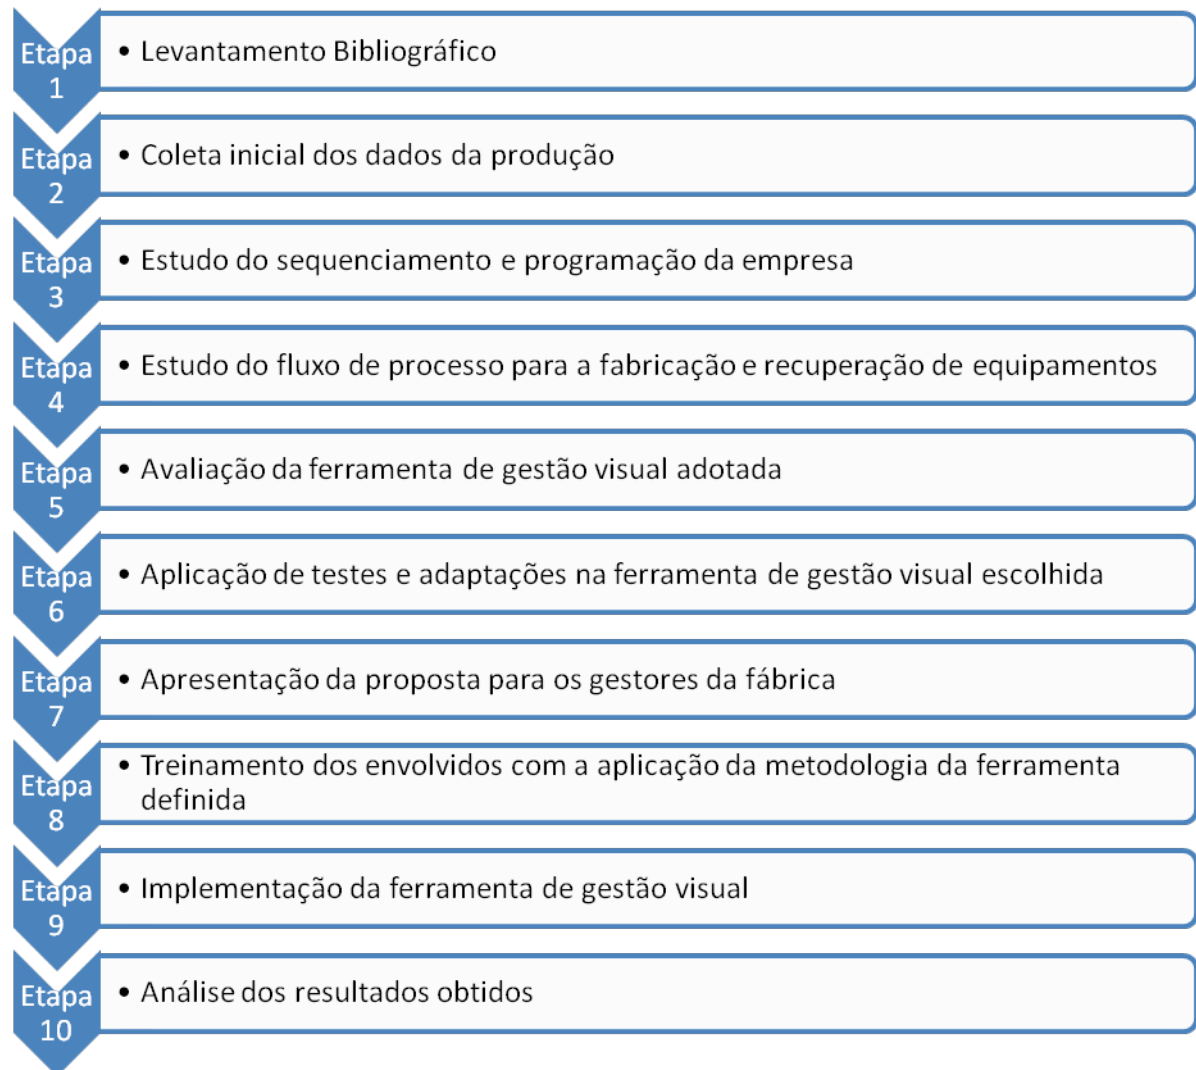 Etapa
1
• Levantamento Bibliográfico
Etapa
2
• Coleta inicial dos dados da produção
Etapa
3
• Estudo do sequenciamento e programação da empresa
Etapa
4
• Estudo do fluxo de processo para a fabricação e recuperação de equipamentos
Etapa
5
• Avaliação da ferramenta de gestão visual adotada
Etapa
6
• Aplicação de testes e adaptações na ferramenta de gestão visual escolhida
Etapa
7
• Apresentação da proposta para os gestores da fábrica
Etapa
8
• Treinamento dos envolvidos com a aplicação da metodologia da ferramenta
definida
Etapa
9
• Implementação da ferramenta de gestão visual
Etapa
10
• Análise dos resultados obtidos